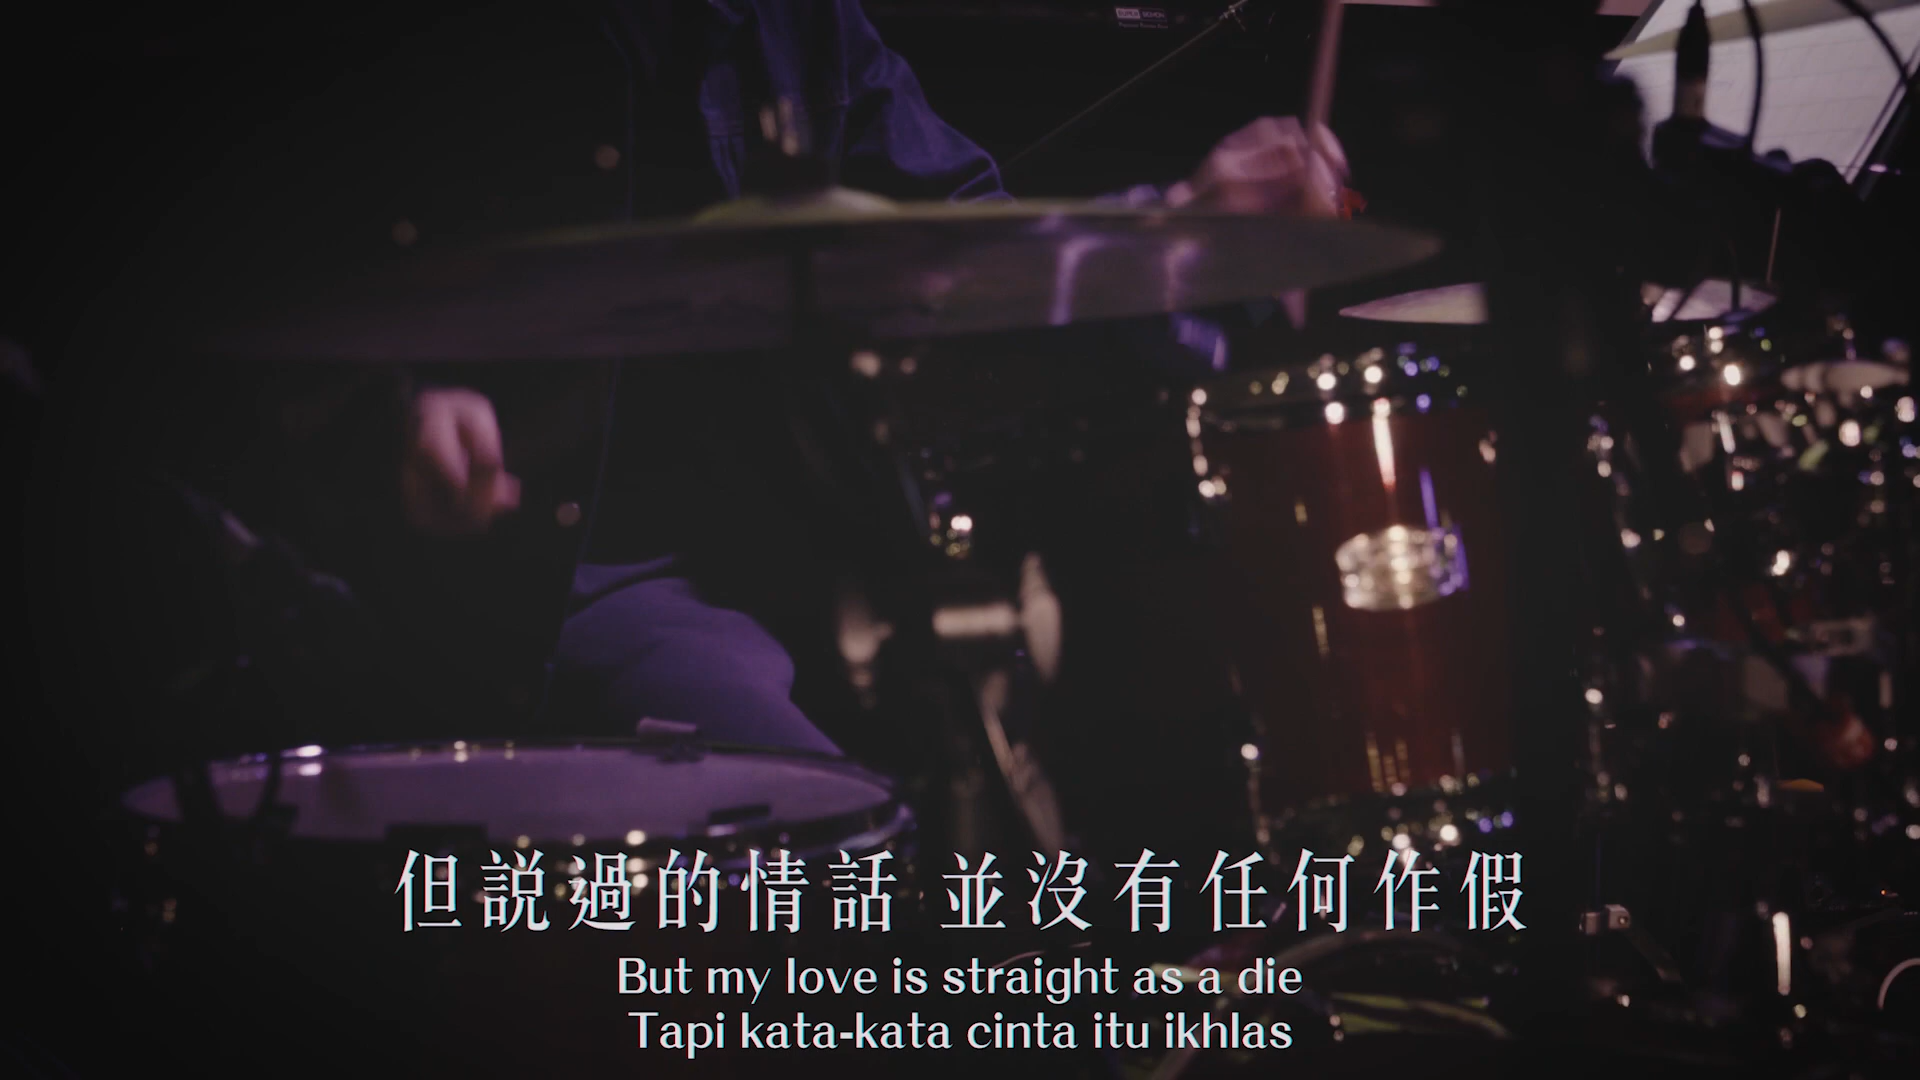 但説過的情話 並沒有任何作假
But my love is straight as a die
Tapi kata-kata cinta itu ikhlas